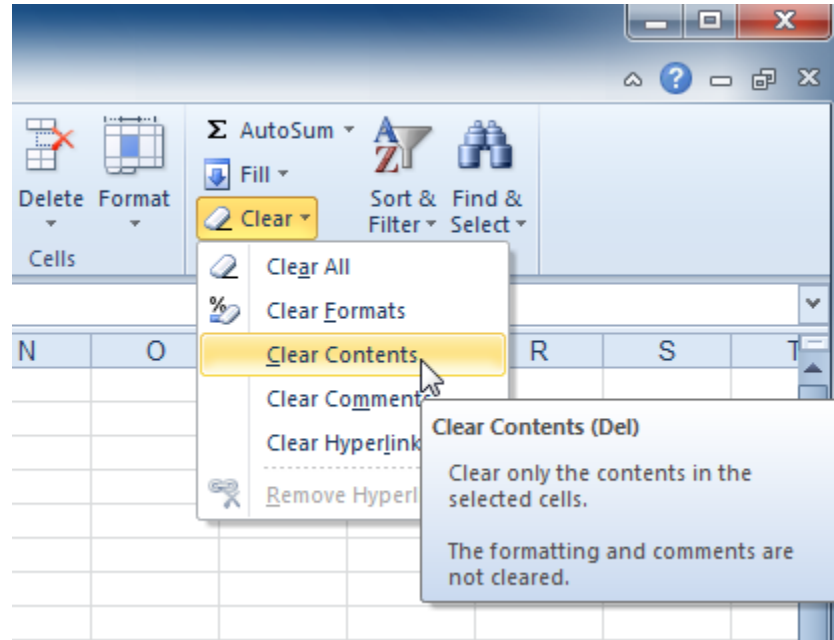 Σ AutoSum
Fill
Clear
Delete
Format
Sort &
Filter
Find &
Select
Cells
Clear All
Clear Formats
Clear Contents
Clear Comment
Clear Hyperlink
Remove Hyperl
N O R S T
Clear Contents (Del)
Clear only the contents in the
selected cells.
The formatting and comments are
not cleared.